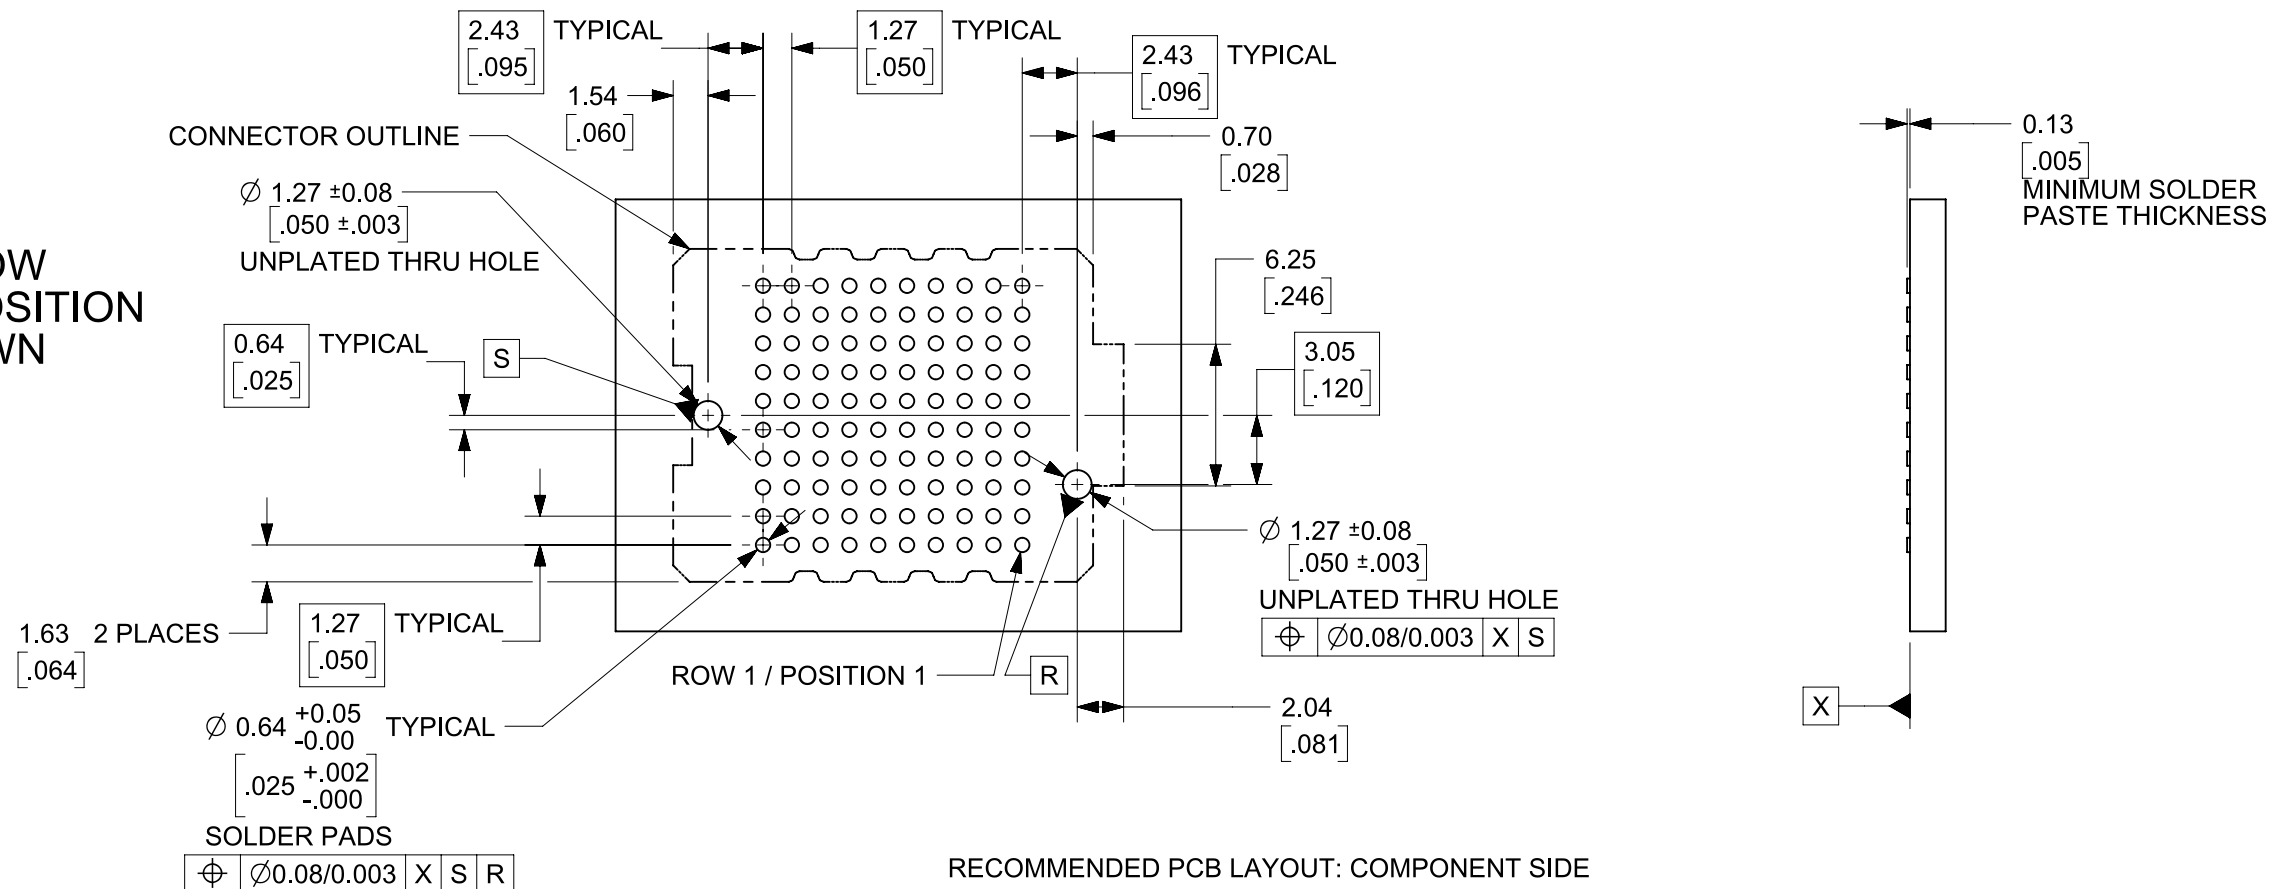 2.43 TYPICAL
[.095]
1.27 TYPICAL
[.050]
2.43 TYPICAL
[.096]
1.54
[.060]
0.70
[.028]
0.13
[.005]
MINIMUM SOLDER
PASTE THICKNESS
CONNECTOR OUTLINE
Ø 1.27 ±0.08
[.050 ±.003]
UNPLATED THRU HOLE
OW
OSITION
WN
6.25
[.246]
0.64 TYPICAL
[.025]
S
3.05
[.120]
Ø 1.27 ±0.08
[.050 ±.003]
UNPLATED THRU HOLE
⌖ Ø0.08/0.003 X S
1.63 2 PLACES
[.064]
1.27 TYPICAL
[.050]
ROW 1 / POSITION 1
R
2.04
[.081]
X
Ø 0.64 +0.05 -0.00 TYPICAL
[.025 +.002 -.000]
SOLDER PADS
⌖ Ø0.08/0.003 X S R
RECOMMENDED PCB LAYOUT: COMPONENT SIDE